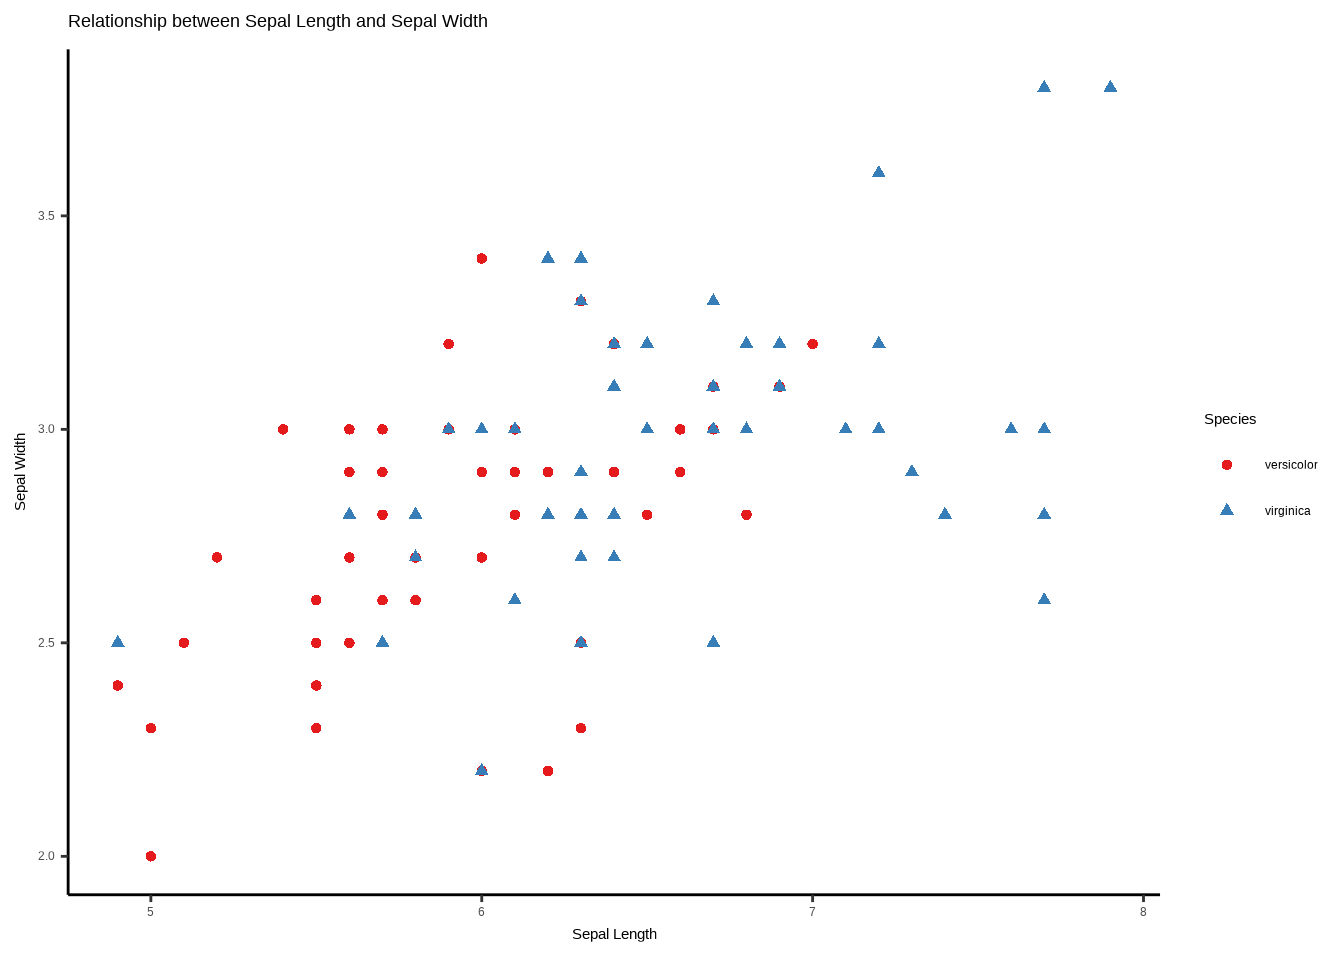 Relationship between Sepal Length and Sepal Width
3.5
3.0
2.5
2.0
Sepal Width
5 6 7 8
Sepal Length
Species
versicolor
virginica